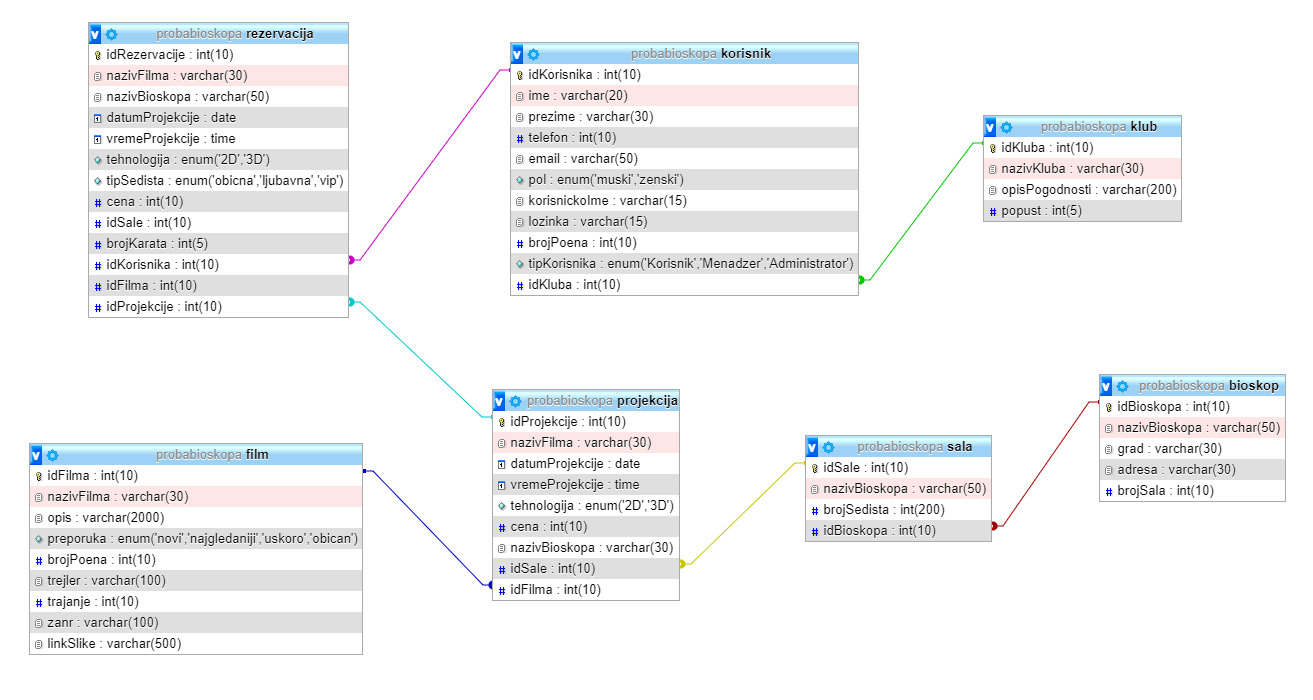 probabioskopa rezervacija
idRezervacije : int(10)
nazivFilma : varchar(30)
nazivBioskopa : varchar(50)
datumProjekcije : date
vremeProjekcije : time
tehnologija : enum('2D','3D')
tipSedista : enum('obicna','ljubavna','vip')
cena : int(10)
idSale : int(10)
brojKarata : int(5)
idKorisnika : int(10)
idFilma : int(10)
idProjekcije : int(10)
probabioskopa korisnik
idKorisnika : int(10)
ime : varchar(20)
prezime : varchar(30)
telefon : int(10)
email : varchar(50)
pol : enum('muski','zenski')
korisnickoIme : varchar(15)
lozinka : varchar(15)
brojPoena : int(10)
tipKorisnika : enum('Korisnik','Menadzer','Administrator')
idKluba : int(10)
probabioskopa klub
idKluba : int(10)
nazivKluba : varchar(30)
opisPogodnosti : varchar(200)
popust : int(5)
probabioskopa film
idFilma : int(10)
nazivFilma : varchar(30)
opis : varchar(2000)
preporuka : enum('novi','najgledaniji','uskoro','obican')
brojPoena : int(10)
trejler : varchar(100)
trajanje : int(10)
zanr : varchar(100)
linkSlike : varchar(500)
probabioskopa projekcija
idProjekcije : int(10)
nazivFilma : varchar(30)
datumProjekcije : date
vremeProjekcije : time
tehnologija : enum('2D','3D')
cena : int(10)
nazivBioskopa : varchar(30)
idSale : int(10)
idFilma : int(10)
probabioskopa sala
idSale : int(10)
nazivBioskopa : varchar(50)
brojSedista : int(200)
idBioskopa : int(10)
probabioskopa bioskop
idBioskopa : int(10)
nazivBioskopa : varchar(50)
grad : varchar(30)
adresa : varchar(30)
brojSala : int(10)